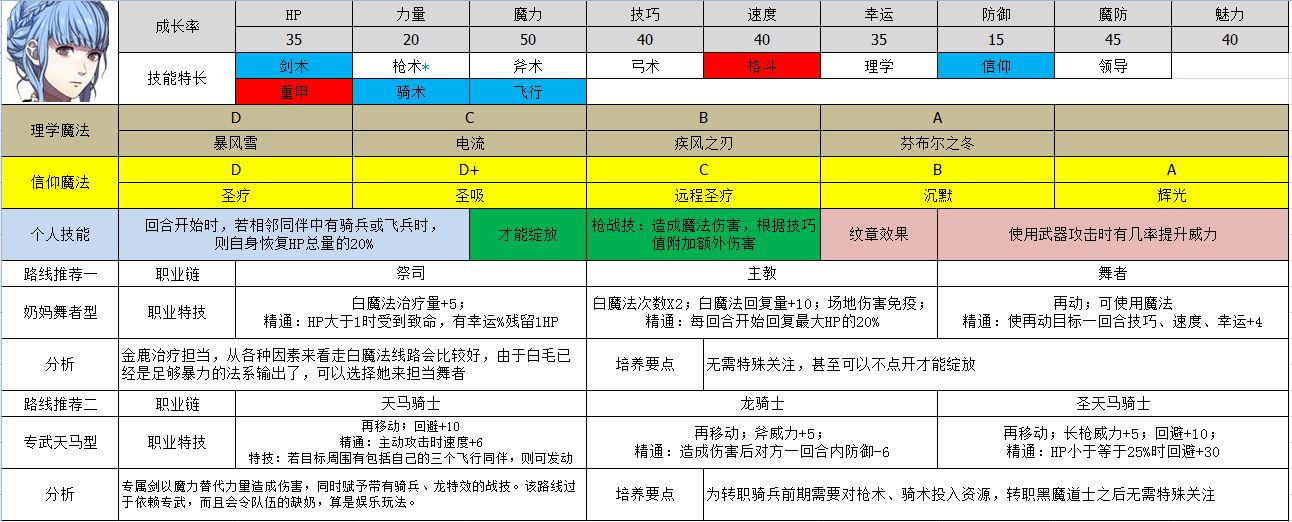 成长率 HP 力量 魔力 技巧 速度 幸运 防御 魔防 魅力
35 20 50 40 40 35 15 45 40
技能特长 剑术 枪术* 斧术 弓术 格斗 理学 信仰 领导
重甲 骑术 飞行
理学魔法 D C B A
暴风雪 电流 疾风之刃 芬布尔之冬
信仰魔法 D D+ C B A
圣疗 圣吸 远程圣疗 沉默 辉光
个人技能 回合开始时，若相邻同伴中有骑兵或飞兵时，
则自身恢复HP总量的20%
才能绽放
枪战技：造成魔法伤害，根据技巧
值附加额外伤害
纹章效果 使用武器攻击时有几率提升威力
路线推荐一 职业链 祭司 主教 舞者
奶妈舞者型 职业特技
白魔法治疗量+5；
精通：HP大于1时受到致命，有幸运%残留1HP
白魔法次数X2；白魔法回复量+10；场地伤害免疫；
精通：每回合开始回复最大HP的20%
再动；可使用魔法
精通：使再动目标一回合技巧、速度、幸运+4
分析
金鹿治疗担当，从各种因素来看走白魔法线路会比较好，由于白毛已
经是足够暴力的法系输出了，可以选择她来担当舞者
培养要点 无需特殊关注，甚至可以不点开才能绽放
路线推荐二 职业链 天马骑士 龙骑士 圣天马骑士
专武天马型 职业特技
再移动；回避+10
精通：主动攻击时速度+6
特技：若目标周围有包括自己的三个飞行同伴，则可发动
再移动；斧威力+5；
精通：造成伤害后对方一回合内防御-6
再移动；长枪威力+5；回避+10；
精通：HP小于等于25%时回避+30
分析
专属剑以魔力替代力量造成伤害，同时赋予带有骑兵、龙特效的战技。该路线过
于依赖专武，而且会令队伍的缺奶，算是娱乐玩法。
培养要点 为转职骑兵前期需要对枪术、骑术投入资源，转职黑魔道士之后无需特殊关注